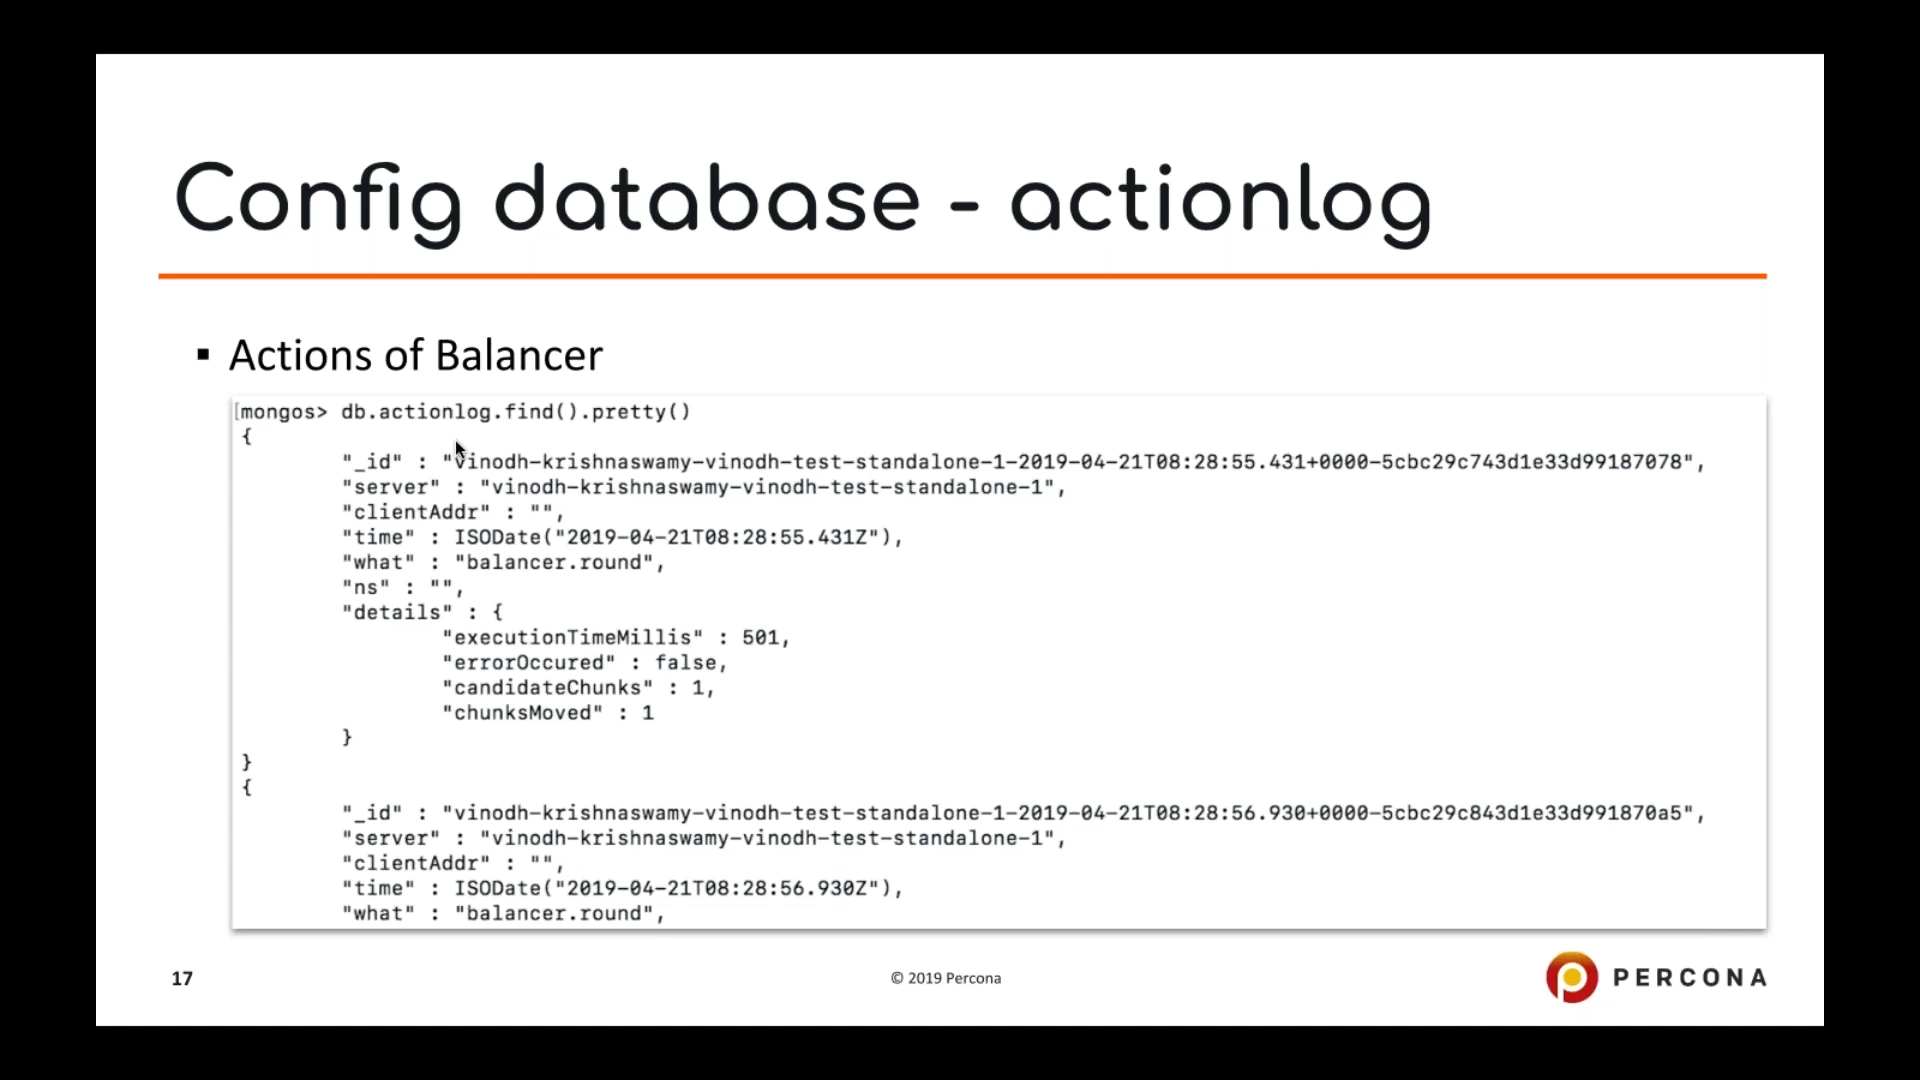 Config database - actionlog
▪ Actions of Balancer
[mongos> db.actionlog.find().pretty()
{
"_id" : "vinodh-krishnaswamy-vinodh-test-standalone-1-2019-04-21T08:28:55.431+0000-5cbc29c743d1e33d99187078",
"server" : "vinodh-krishnaswamy-vinodh-test-standalone-1",
"clientAddr" : "",
"time" : ISODate("2019-04-21T08:28:55.431Z"),
"what" : "balancer.round",
"ns" : "",
"details" : {
"executionTimeMillis" : 501,
"errorOccured" : false,
"candidateChunks" : 1,
"chunksMoved" : 1
}
}
{
"_id" : "vinodh-krishnaswamy-vinodh-test-standalone-1-2019-04-21T08:28:56.930+0000-5cbc29c843d1e33d991870a5",
"server" : "vinodh-krishnaswamy-vinodh-test-standalone-1",
"clientAddr" : "",
"time" : ISODate("2019-04-21T08:28:56.930Z"),
"what" : "balancer.round",
17
© 2019 Percona
PERCONA